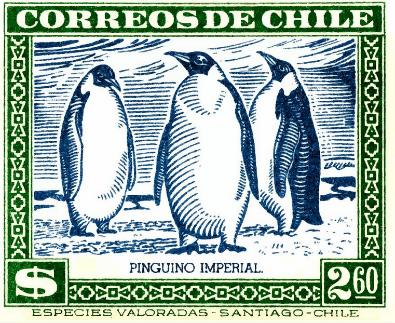 CORREOS DE CHILE
PINGUINO IMPERIAL.
$ 2 60
ESPECIES VALORADAS - SANTIAGO - CHILE